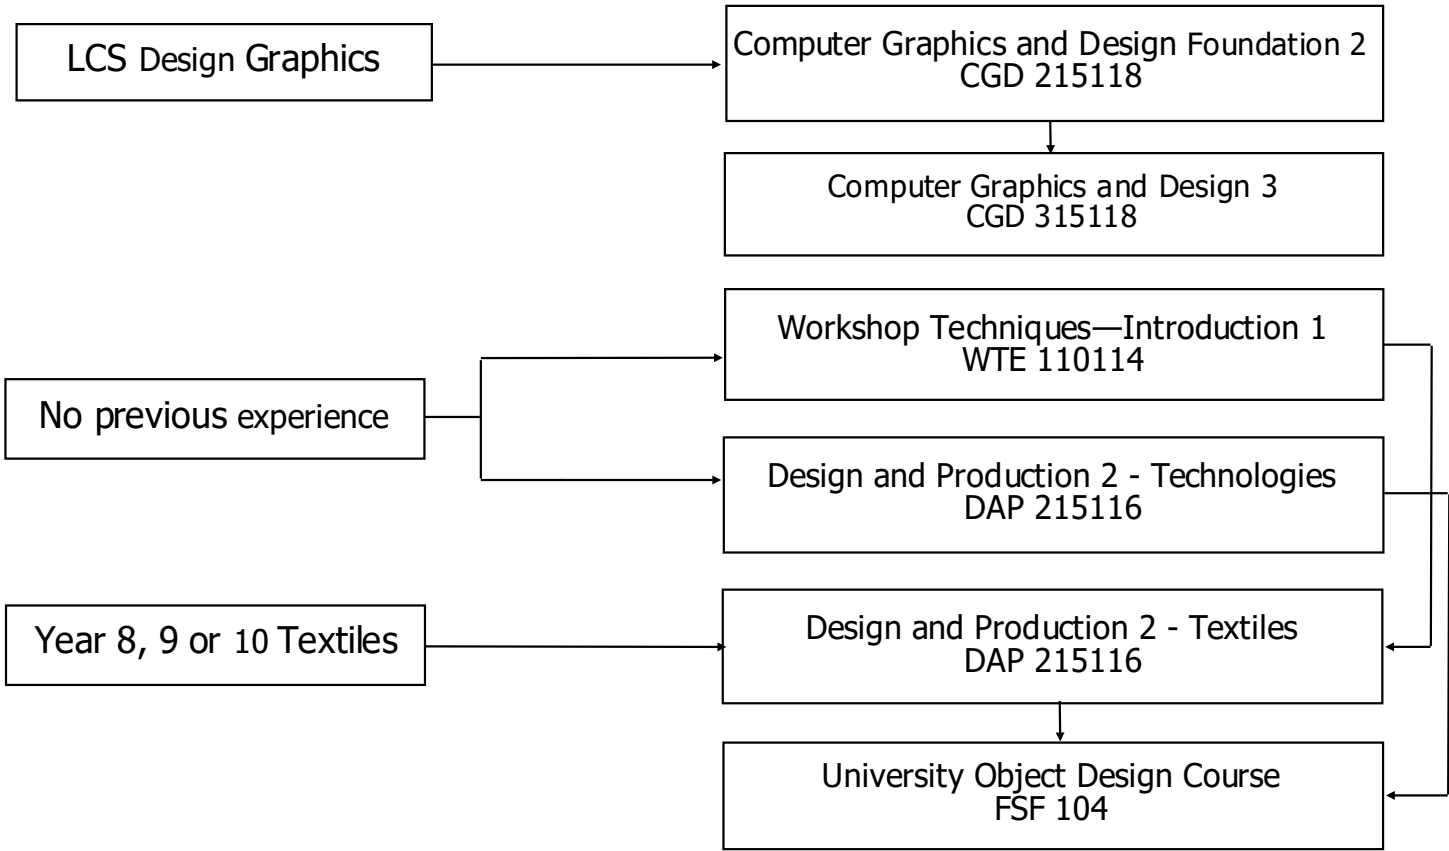 LCS Design Graphics
Computer Graphics and Design Foundation 2
CGD 215118
Computer Graphics and Design 3
CGD 315118
Workshop Techniques—Introduction 1
WTE 110114
No previous experience
Design and Production 2 - Technologies
DAP 215116
Year 8, 9 or 10 Textiles
Design and Production 2 - Textiles
DAP 215116
University Object Design Course
FSF 104